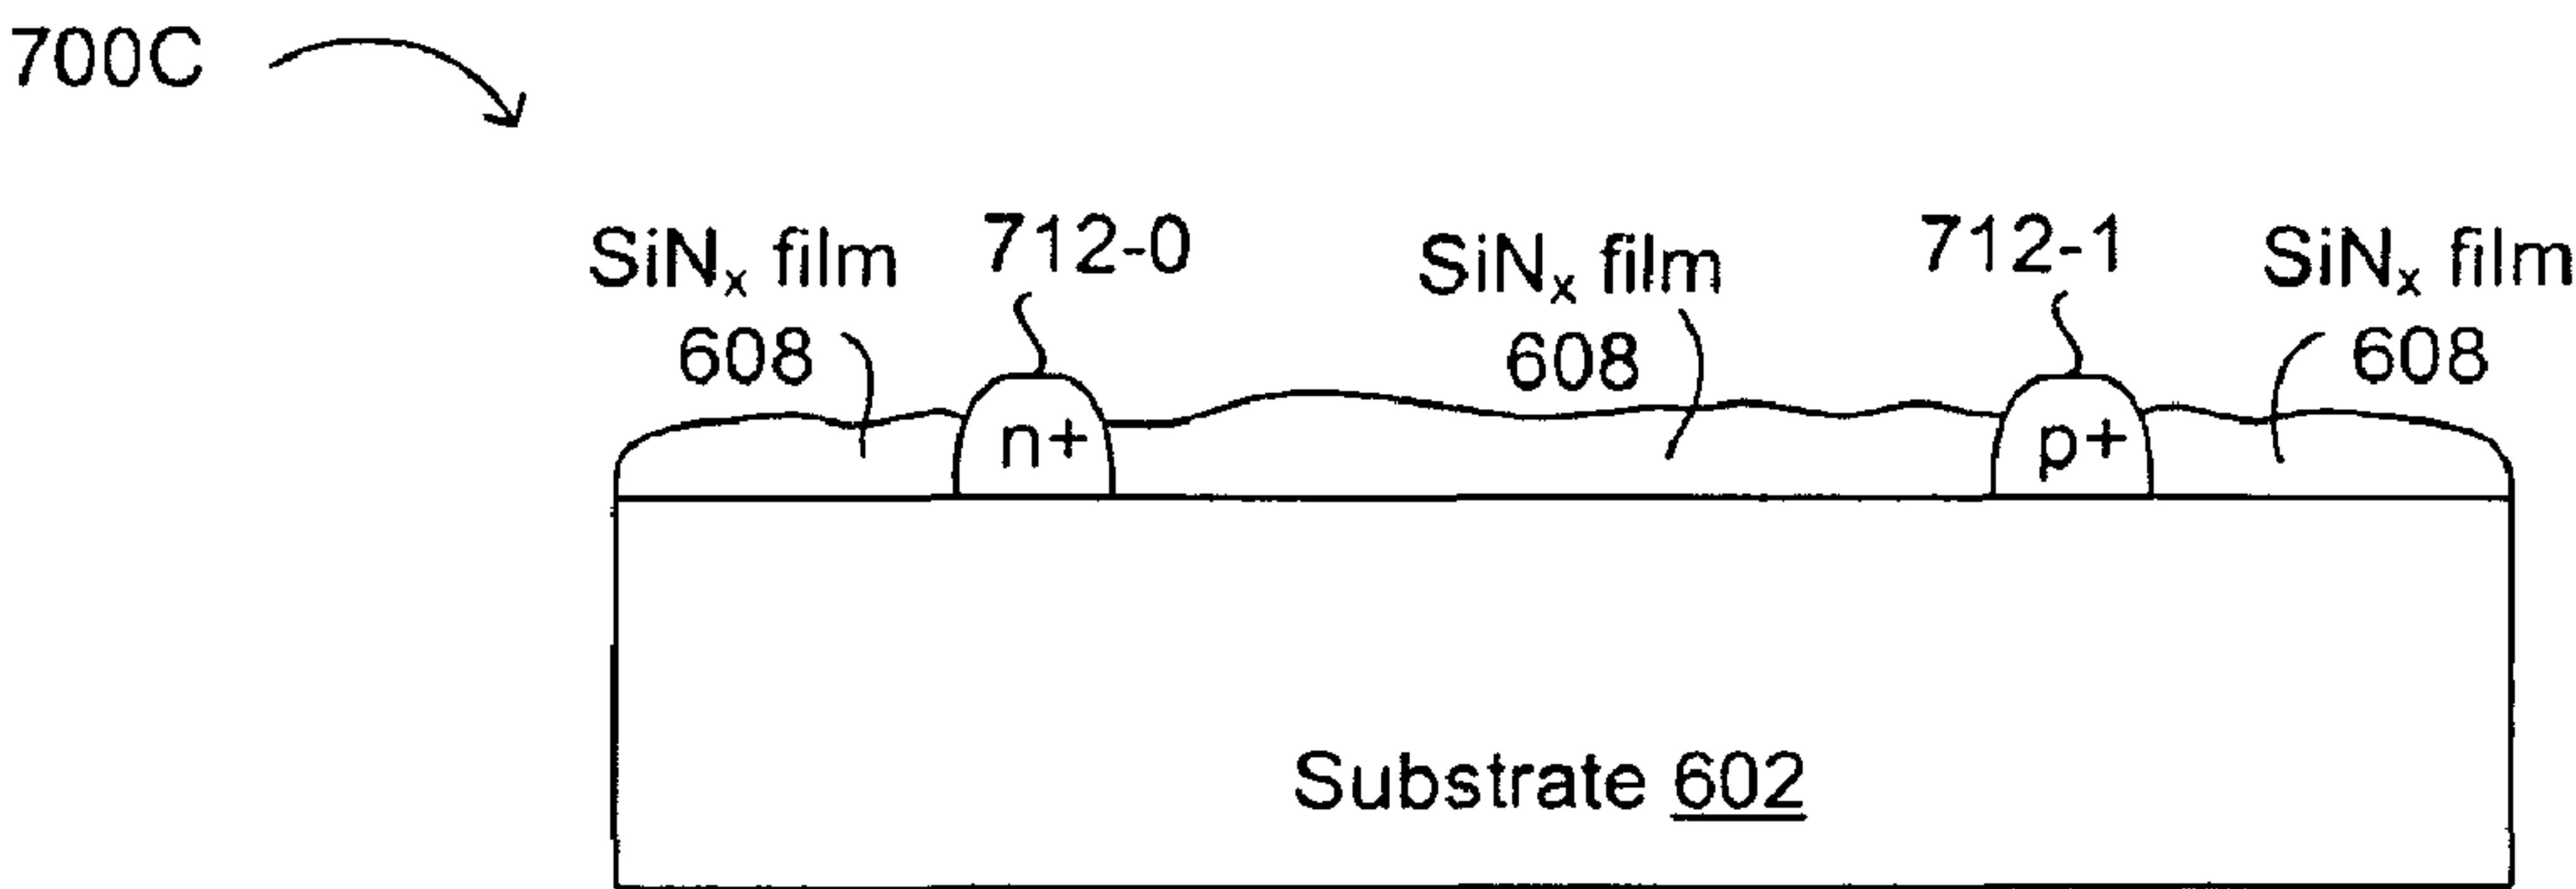 700C
SiNₓ film
608
712-0
SiNₓ film
608
712-1
SiNₓ film
608
n+
p+
Substrate 602